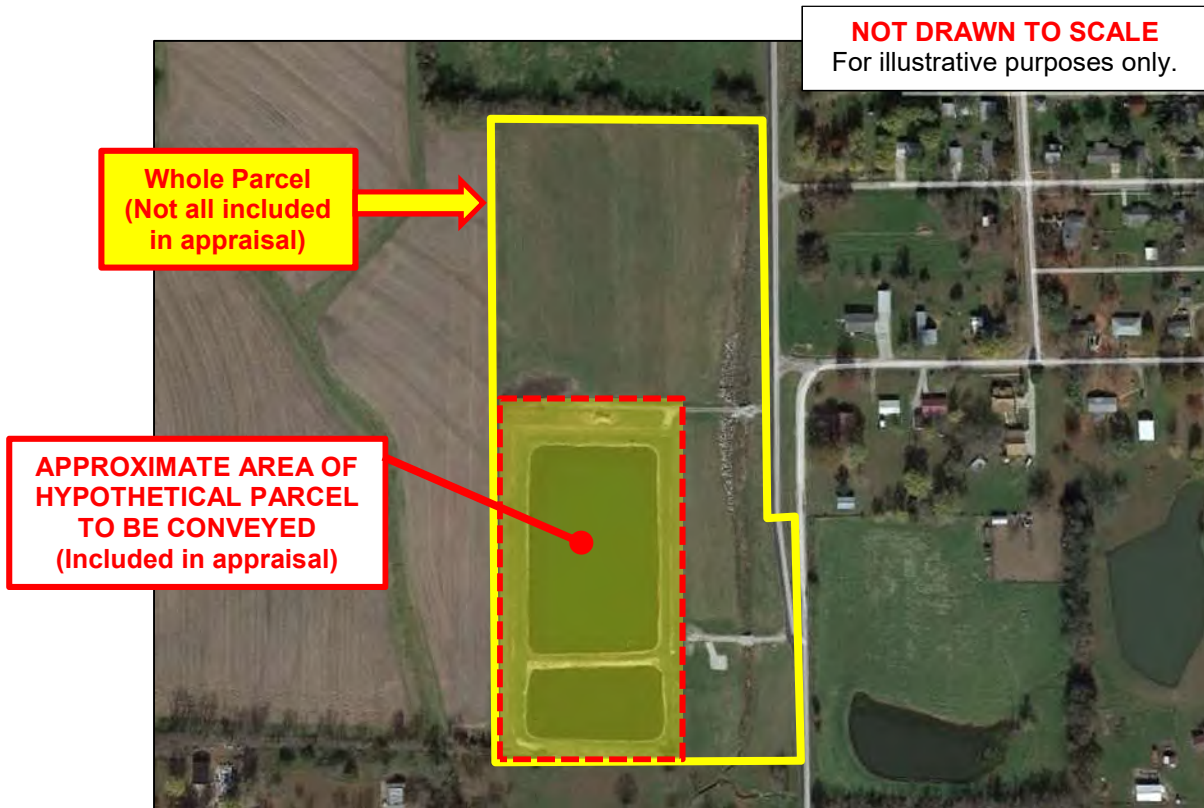 NOT DRAWN TO SCALE
For illustrative purposes only.
Whole Parcel
(Not all included
in appraisal)
APPROXIMATE AREA OF
HYPOTHETICAL PARCEL
TO BE CONVEYED
(Included in appraisal)